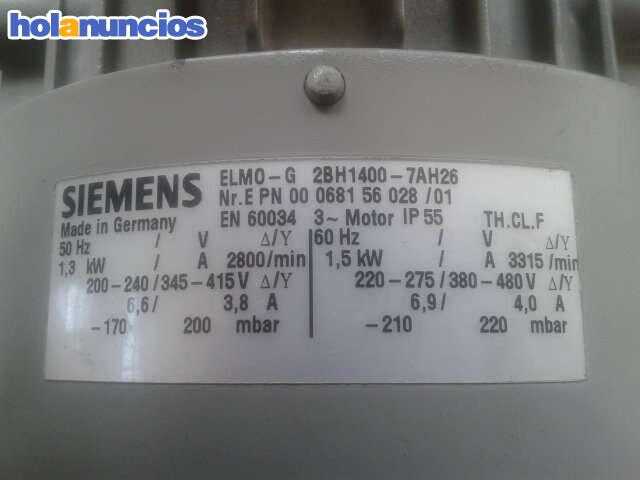 holanuncios
SIEMENS
Made in Germany
ELMO-G 2BH1400-7AH26
Nr.E PN 00 0681 56 028 /01
EN 60034 3~ Motor IP 55 TH.CL.F
50 Hz / V Δ/Y
1,3 kW / A 2800/min
200-240/345-415V Δ/Y
6,6/ 3,8 A
-170 200 mbar
60 Hz / V Δ/Y
1,5 kW / A 3315/min
220-275/380-480V Δ/Y
6,9/ 4,0 A
-210 220 mbar